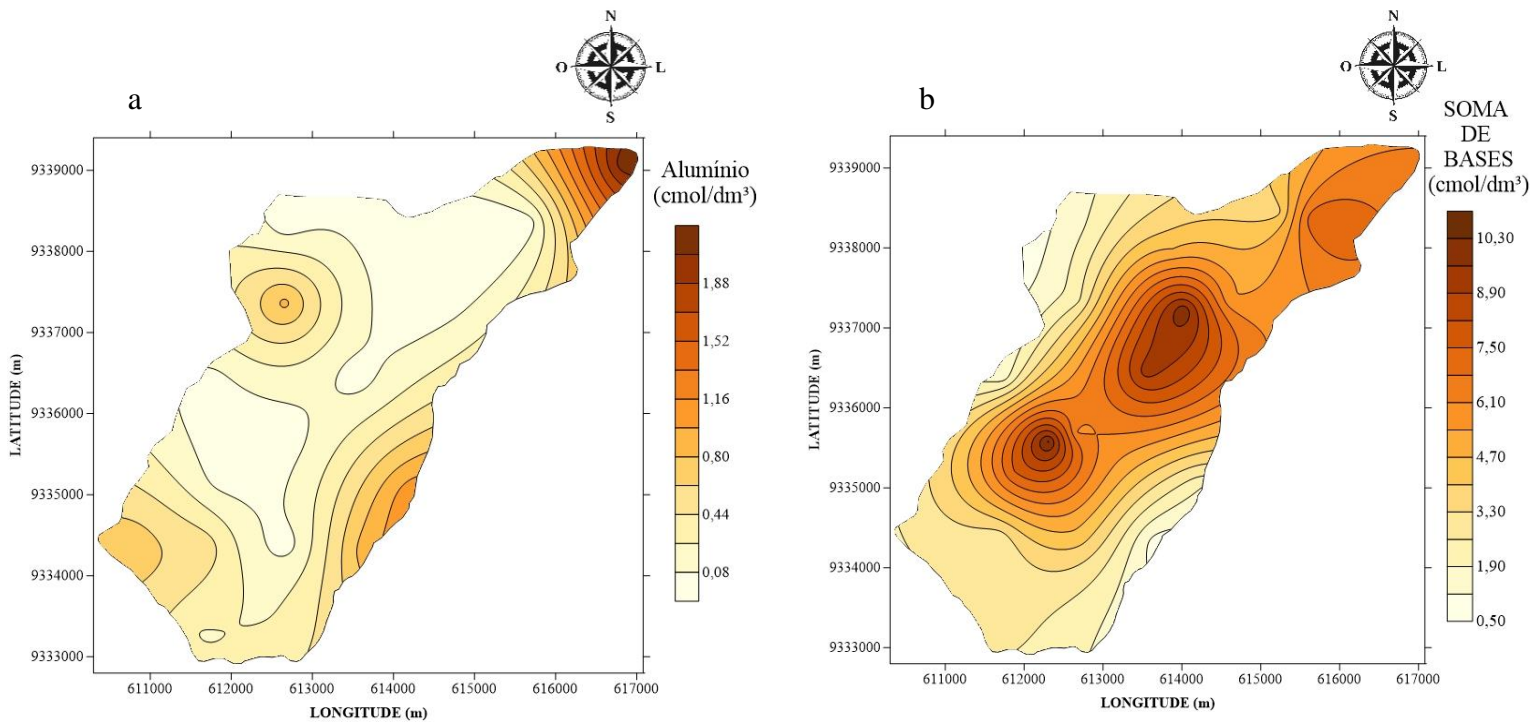 N
O
L
S
a
Alumínio
(cmol/dm³)
9339000
9338000
9337000
9336000
9335000
9334000
9333000
LATITUDE (m)
1,88
1,52
1,16
0,80
0,44
0,08
611000
612000
613000
614000
615000
616000
617000
LONGITUDE (m)
N
O
L
S
b
SOMA
DE
BASES
(cmol/dm³)
9339000
9338000
9337000
9336000
9335000
9334000
9333000
LATITUDE (m)
10,30
8,90
7,50
6,10
4,70
3,30
1,90
0,50
611000
612000
613000
614000
615000
616000
617000
LONGITUDE (m)